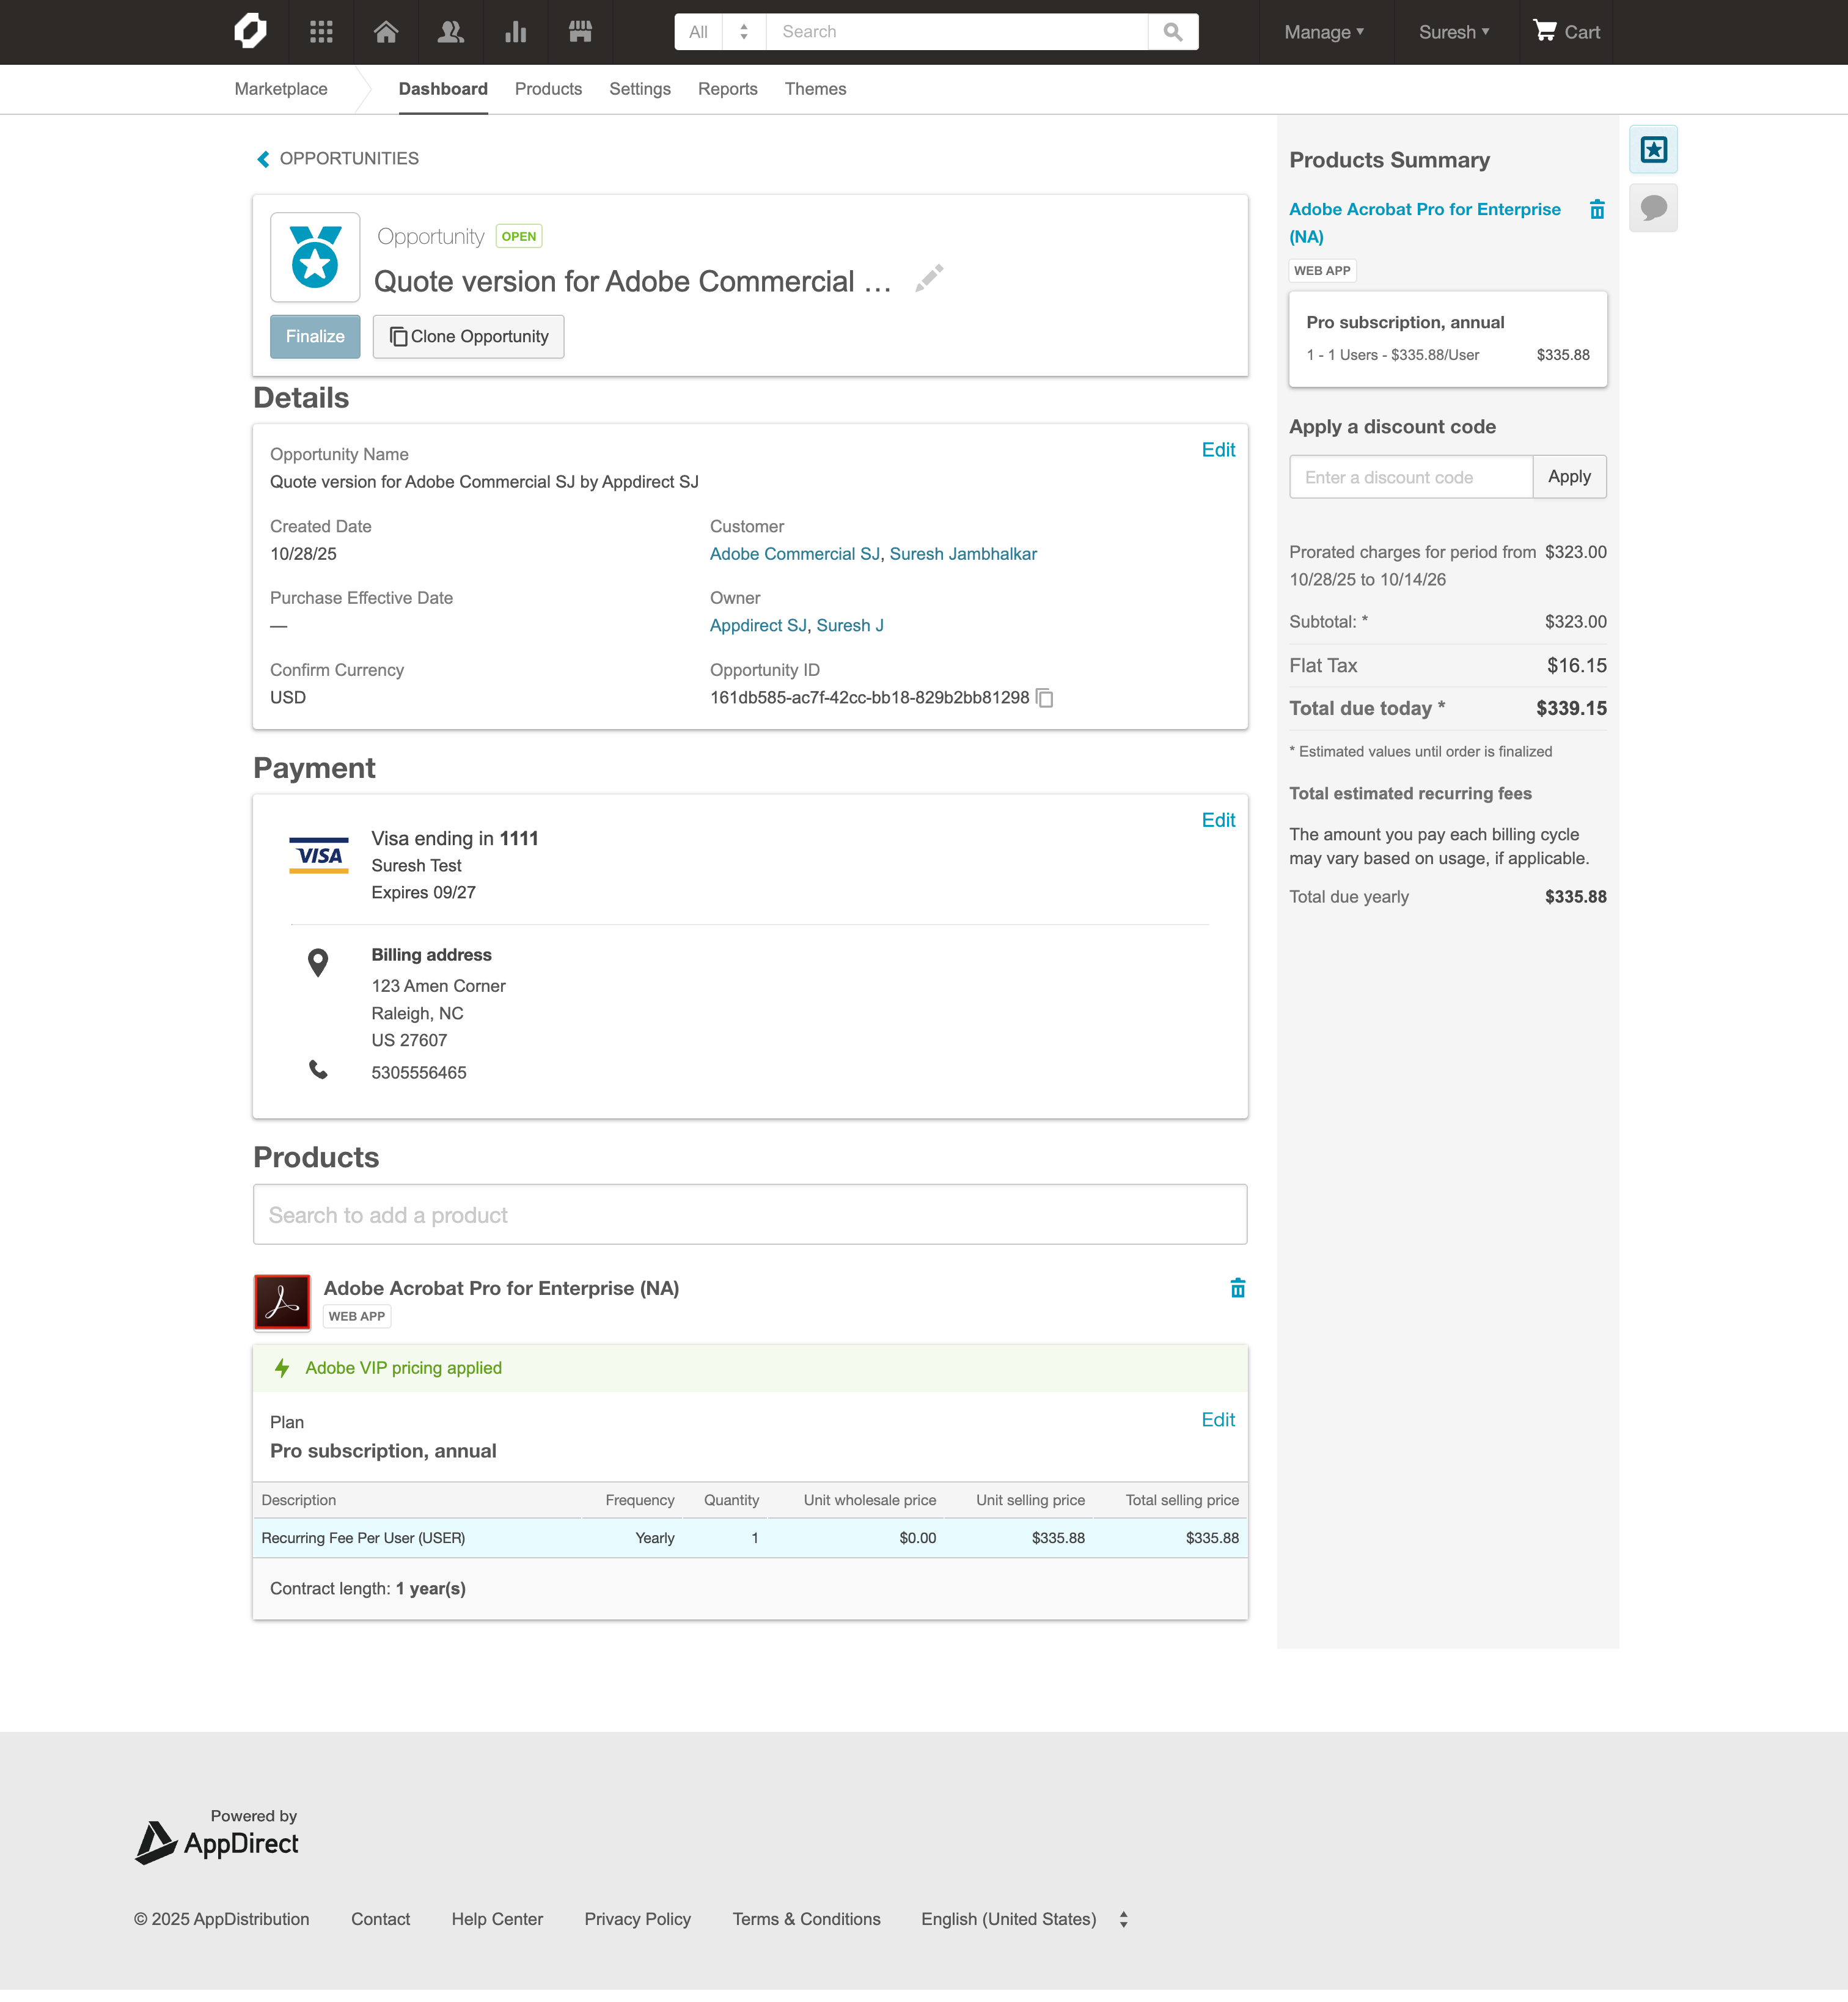 All
Search
Manage
Suresh
Cart
Marketplace
Dashboard
Products
Settings
Reports
Themes
OPPORTUNITIES
Opportunity OPEN
Quote version for Adobe Commercial ...
Finalize
Clone Opportunity
Details
Edit
Opportunity Name
Quote version for Adobe Commercial SJ by Appdirect SJ
Created Date
10/28/25
Customer
Adobe Commercial SJ, Suresh Jambhalkar
Purchase Effective Date
—
Owner
Appdirect SJ, Suresh J
Confirm Currency
USD
Opportunity ID
161db585-ac7f-42cc-bb18-829b2bb81298
Payment
Edit
VISA
Visa ending in 1111
Suresh Test
Expires 09/27
Billing address
123 Amen Corner
Raleigh, NC
US 27607
5305556465
Products
Search to add a product
Adobe Acrobat Pro for Enterprise (NA)
WEB APP
Adobe VIP pricing applied
Plan
Edit
Pro subscription, annual
Description Frequency Quantity Unit wholesale price Unit selling price Total selling price
Recurring Fee Per User (USER) Yearly 1 $0.00 $335.88 $335.88
Contract length: 1 year(s)
Products Summary
Adobe Acrobat Pro for Enterprise
(NA)
WEB APP
Pro subscription, annual
1 - 1 Users - $335.88/User $335.88
Apply a discount code
Enter a discount code
Apply
Prorated charges for period from $323.00
10/28/25 to 10/14/26
Subtotal: * $323.00
Flat Tax $16.15
Total due today * $339.15
* Estimated values until order is finalized
Total estimated recurring fees
The amount you pay each billing cycle
may vary based on usage, if applicable.
Total due yearly $335.88
Powered by
AppDirect
© 2025 AppDistribution
Contact
Help Center
Privacy Policy
Terms & Conditions
English (United States)